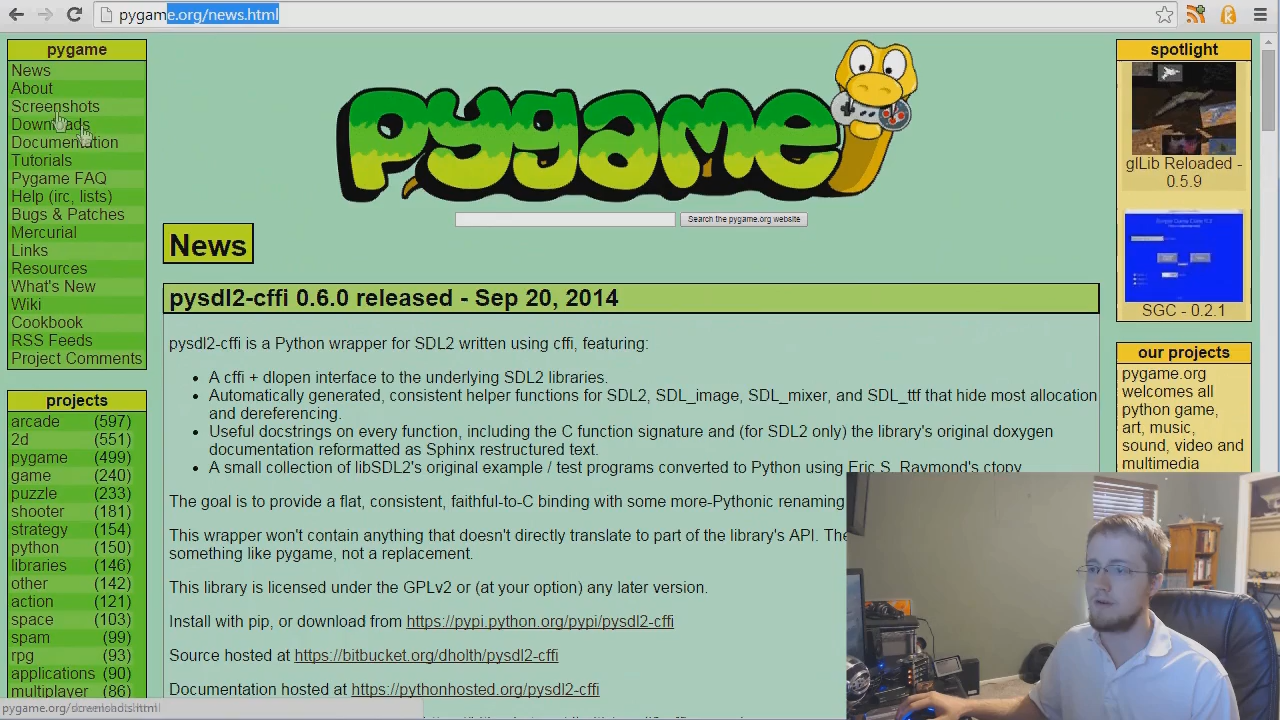 pygame.org/news.html
pygame
News
About
Screenshots
Downloads
Documentation
Tutorials
Pygame FAQ
Help (irc, lists)
Bugs & Patches
Mercurial
Links
Resources
What's New
Wiki
Cookbook
RSS Feeds
Project Comments
projects
arcade (597)
2d (551)
pygame (499)
game (240)
puzzle (233)
shooter (181)
strategy (154)
python (150)
libraries (146)
other (142)
action (121)
space (103)
spam (99)
rpg (93)
applications (90)
multiplayer (86)
pygame
Search the pygame.org website
News
pysdl2-cffi 0.6.0 released - Sep 20, 2014
pysdl2-cffi is a Python wrapper for SDL2 written using cffi, featuring:
A cffi + dlopen interface to the underlying SDL2 libraries.
Automatically generated, consistent helper functions for SDL2, SDL_image, SDL_mixer, and SDL_ttf that hide most allocation
and dereferencing.
Useful docstrings on every function, including the C function signature and (for SDL2 only) the library's original doxygen
documentation reformatted as Sphinx restructured text.
A small collection of libSDL2's original example / test programs converted to Python using Eric S. Raymond's ctopy
The goal is to provide a flat, consistent, faithful-to-C binding with some more-Pythonic renaming
This wrapper won't contain anything that doesn't directly translate to part of the library's API. The
something like pygame, not a replacement.
This library is licensed under the GPLv2 or (at your option) any later version.
Install with pip, or download from https://pypi.python.org/pypi/pysdl2-cffi
Source hosted at https://bitbucket.org/dholth/pysdl2-cffi
Documentation hosted at https://pythonhosted.org/pysdl2-cffi
spotlight
glLib Reloaded -
0.5.9
SGC - 0.2.1
our projects
pygame.org
welcomes all
python game,
art, music,
sound, video and
multimedia